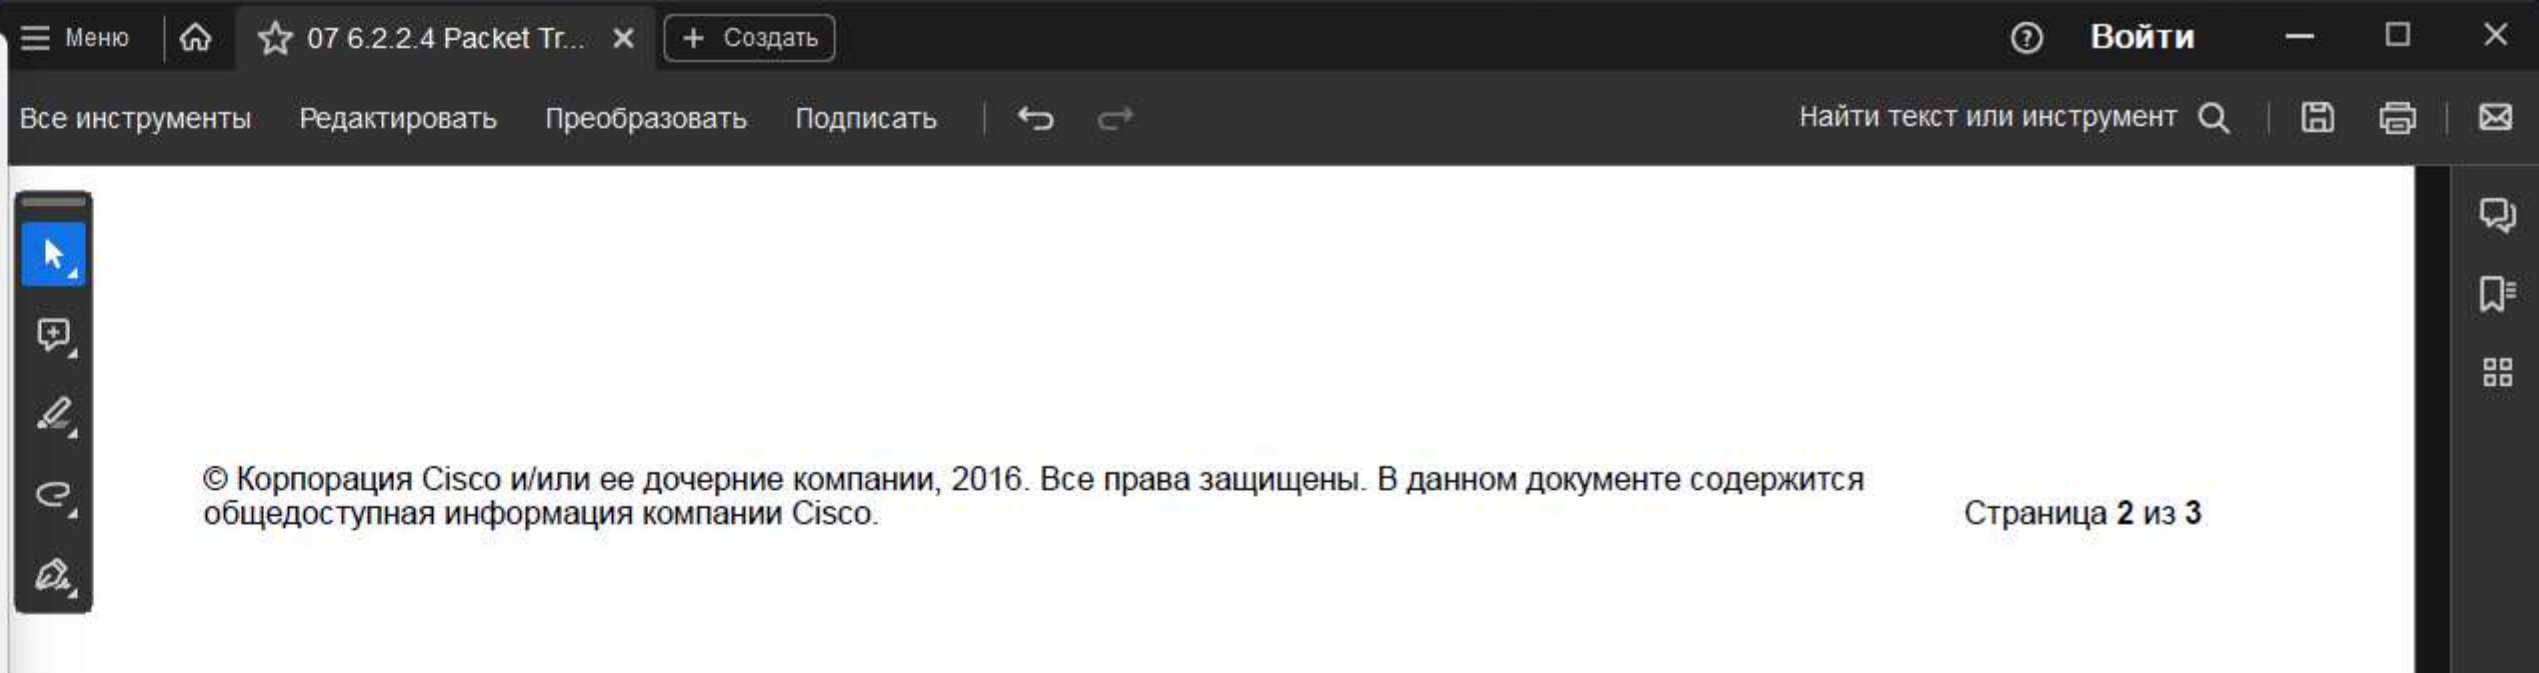 Меню
07 6.2.2.4 Packet Tr...
Создать
Войти
Все инструменты
Редактировать
Преобразовать
Подписать
Найти текст или инструмент
© Корпорация Cisco и/или ее дочерние компании, 2016. Все права защищены. В данном документе содержится
общедоступная информация компании Cisco.
Страница 2 из 3